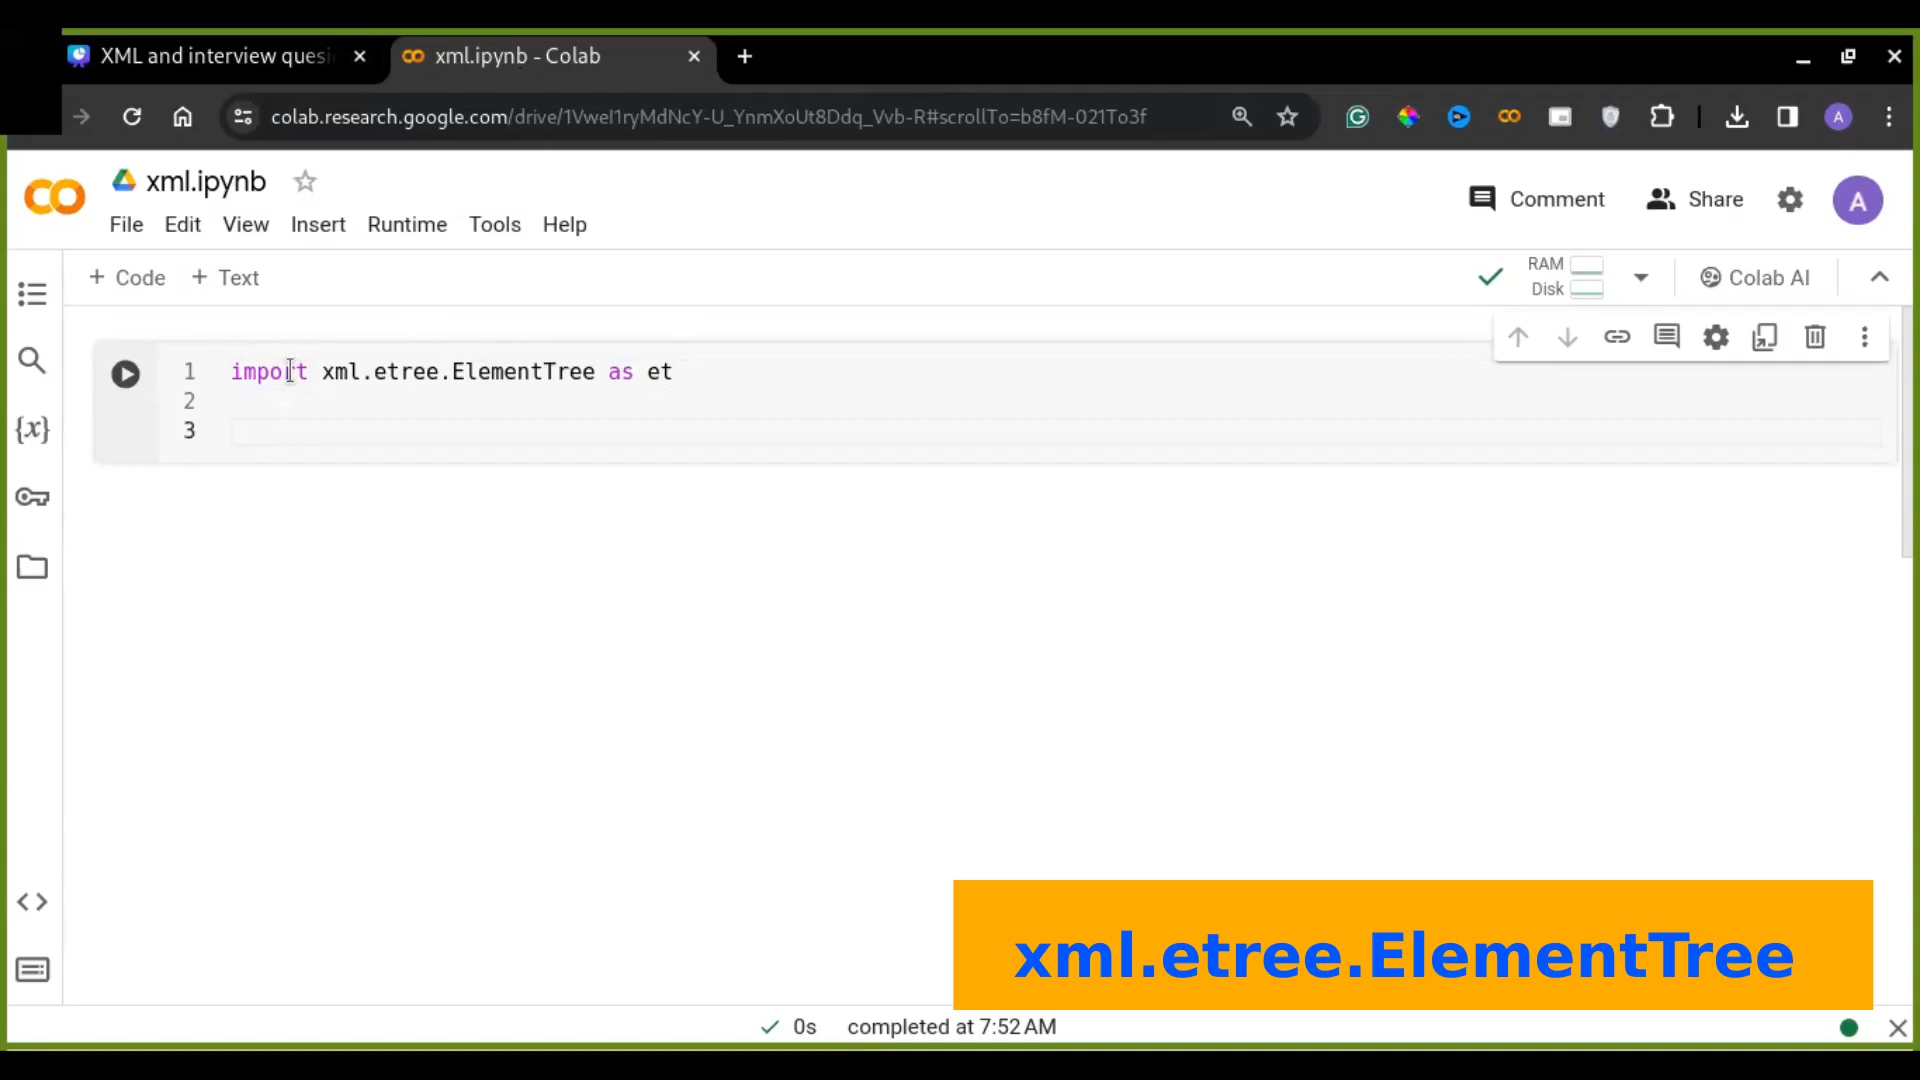 XML and interview quesi
xml.ipynb - Colab
colab.research.google.com/drive/1VweI1ryMdNcY-U_YnmXoUt8Ddq_Vvb-R#scrollTo=b8fM-021To3f
A
xml.ipynb
Comment
Share
A
File Edit View Insert Runtime Tools Help
+ Code + Text
RAM
Disk
Colab AI
1 import xml.etree.ElementTree as et
2
3
{x}
xml.etree.ElementTree
0s completed at 7:52 AM